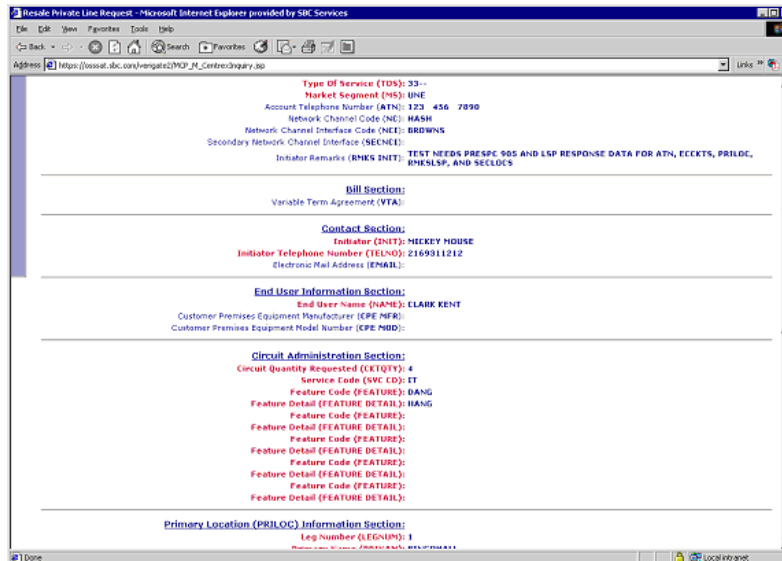 Resale Private Line Request - Microsoft Internet Explorer provided by SBC Services
File Edit View Favorites Tools Help
Back Search Favorites
Address https://osssat.sbc.com/verigate2/MCP_M_CentrexInquiry.jsp Links »
Type Of Service (TOS): 33--
Market Segment (MS): UNE
Account Telephone Number (ATN): 123 456 7890
Network Channel Code (NC): HASH
Network Channel Interface Code (NCI): BROWNS
Secondary Network Channel Interface (SECNCI):
Initiator Remarks (RMKS INIT): TEST NEEDS PRESPC 905 AND LSP RESPONSE DATA FOR ATN, ECCKTS, PRILOC,
RMKSLSP, AND SECLOCS
Bill Section:
Variable Term Agreement (VTA):
Contact Section:
Initiator (INIT): MICKEY MOUSE
Initiator Telephone Number (TELNO): 2169311212
Electronic Mail Address (EMAIL):
End User Information Section:
End User Name (NAME): CLARK KENT
Customer Premises Equipment Manufacturer (CPE MFR):
Customer Premises Equipment Model Number (CPE MOD):
Circuit Administration Section:
Circuit Quantity Requested (CKTQTY): 4
Service Code (SVC CD): IT
Feature Code (FEATURE): DANG
Feature Detail (FEATURE DETAIL): HANG
Feature Code (FEATURE):
Feature Detail (FEATURE DETAIL):
Feature Code (FEATURE):
Feature Detail (FEATURE DETAIL):
Feature Code (FEATURE):
Feature Detail (FEATURE DETAIL):
Feature Code (FEATURE):
Feature Detail (FEATURE DETAIL):
Primary Location (PRILOC) Information Section:
Leg Number (LEGNUM): 1
Done Local intranet